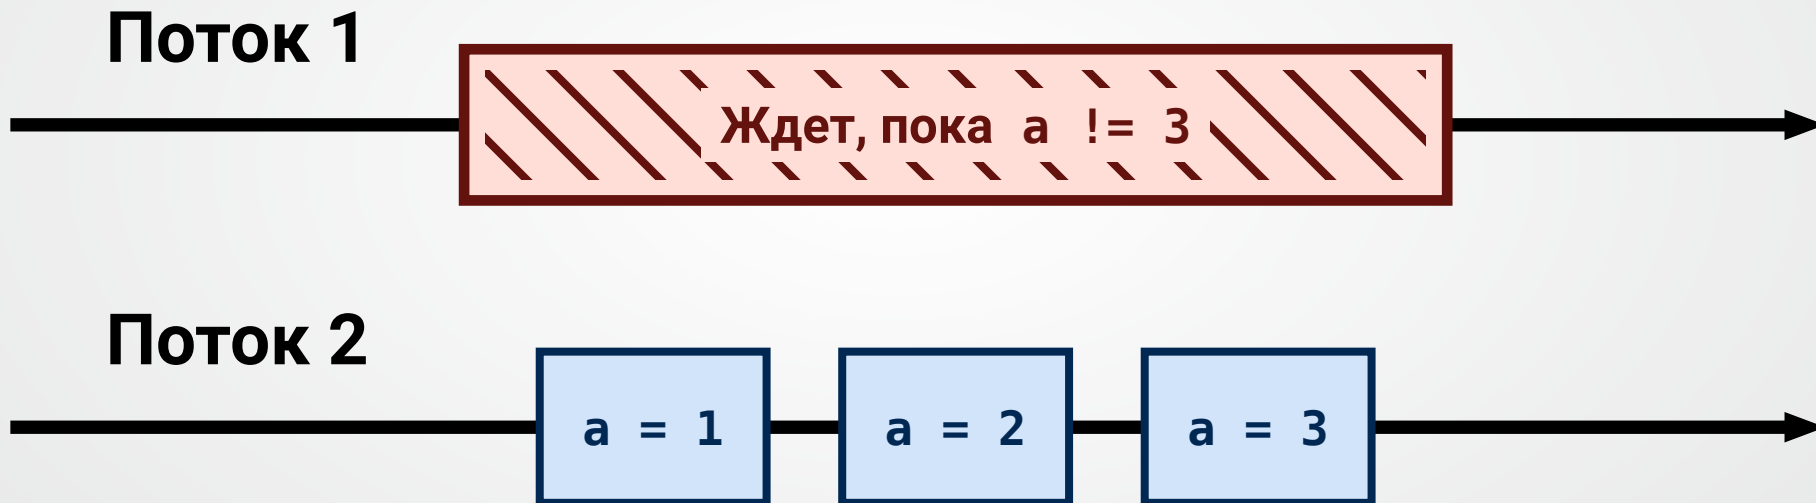 Поток 1
Ждет, пока a != 3
Поток 2
a = 1
a = 2
a = 3